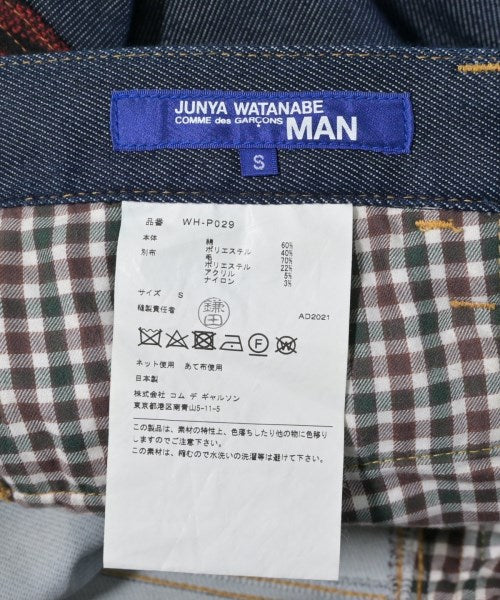 JUNYA WATANABE
COMME des GARÇONS MAN
S
品番 WH-P029
本体 綿 60%
ポリエステル 40%
別布 毛 70%
ポリエステル 22%
アクリル 5%
ナイロン 3%
サイズ S
縫製責任者 鎌田 AD2021
ネット使用 あて布使用
日本製
株式会社 コム デ ギャルソン
東京都港区南青山5-11-5
この製品は、素材の特性上、色落ちしたり他の物に色移り
しますのでご注意下さい。
この素材は、縮むので水洗いの洗濯等は避けて下さい。